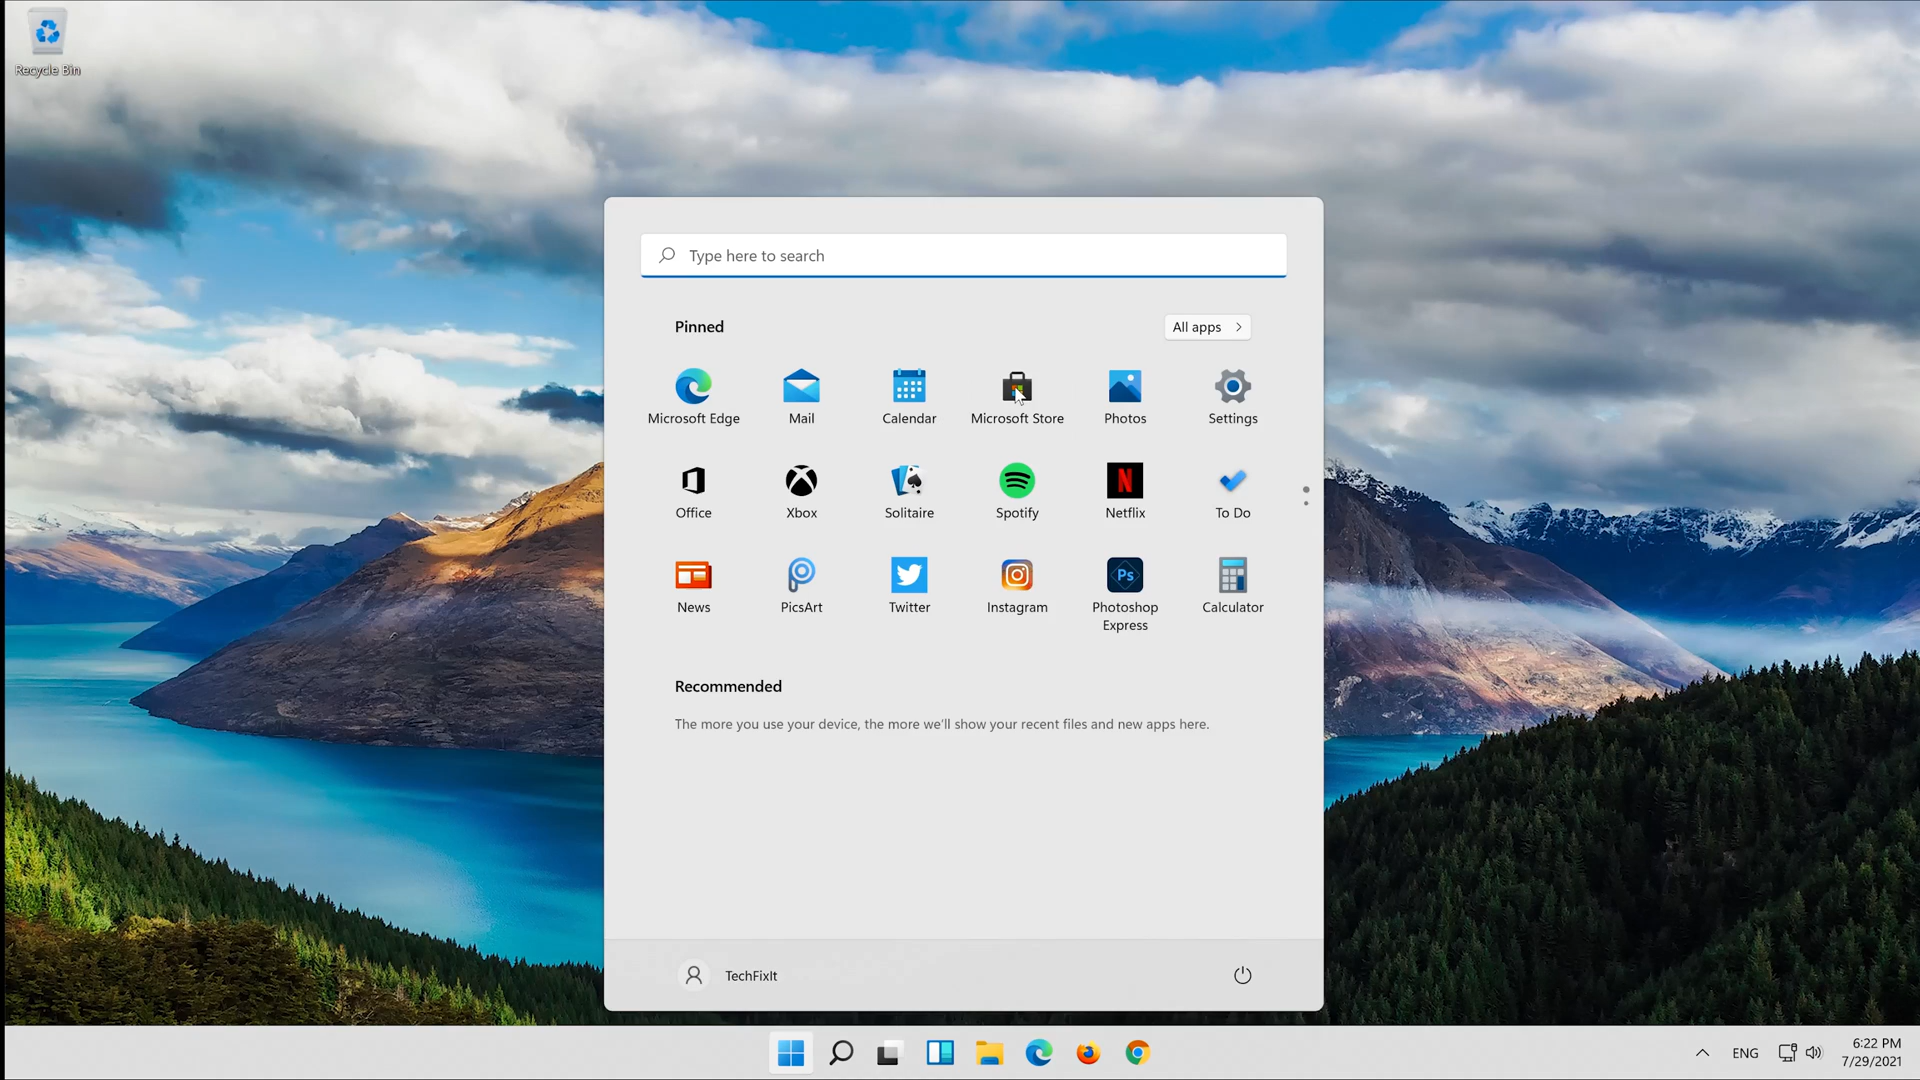 Recycle Bin
Type here to search
Pinned
All apps
Microsoft Edge
Mail
Calendar
Microsoft Store
Photos
Settings
Office
Xbox
Solitaire
Spotify
N
Netflix
To Do
News
PicsArt
Twitter
Instagram
Ps
Photoshop
Express
Calculator
Recommended
The more you use your device, the more we'll show your recent files and new apps here.
TechFixIt
ENG
6:22 PM
7/29/2021